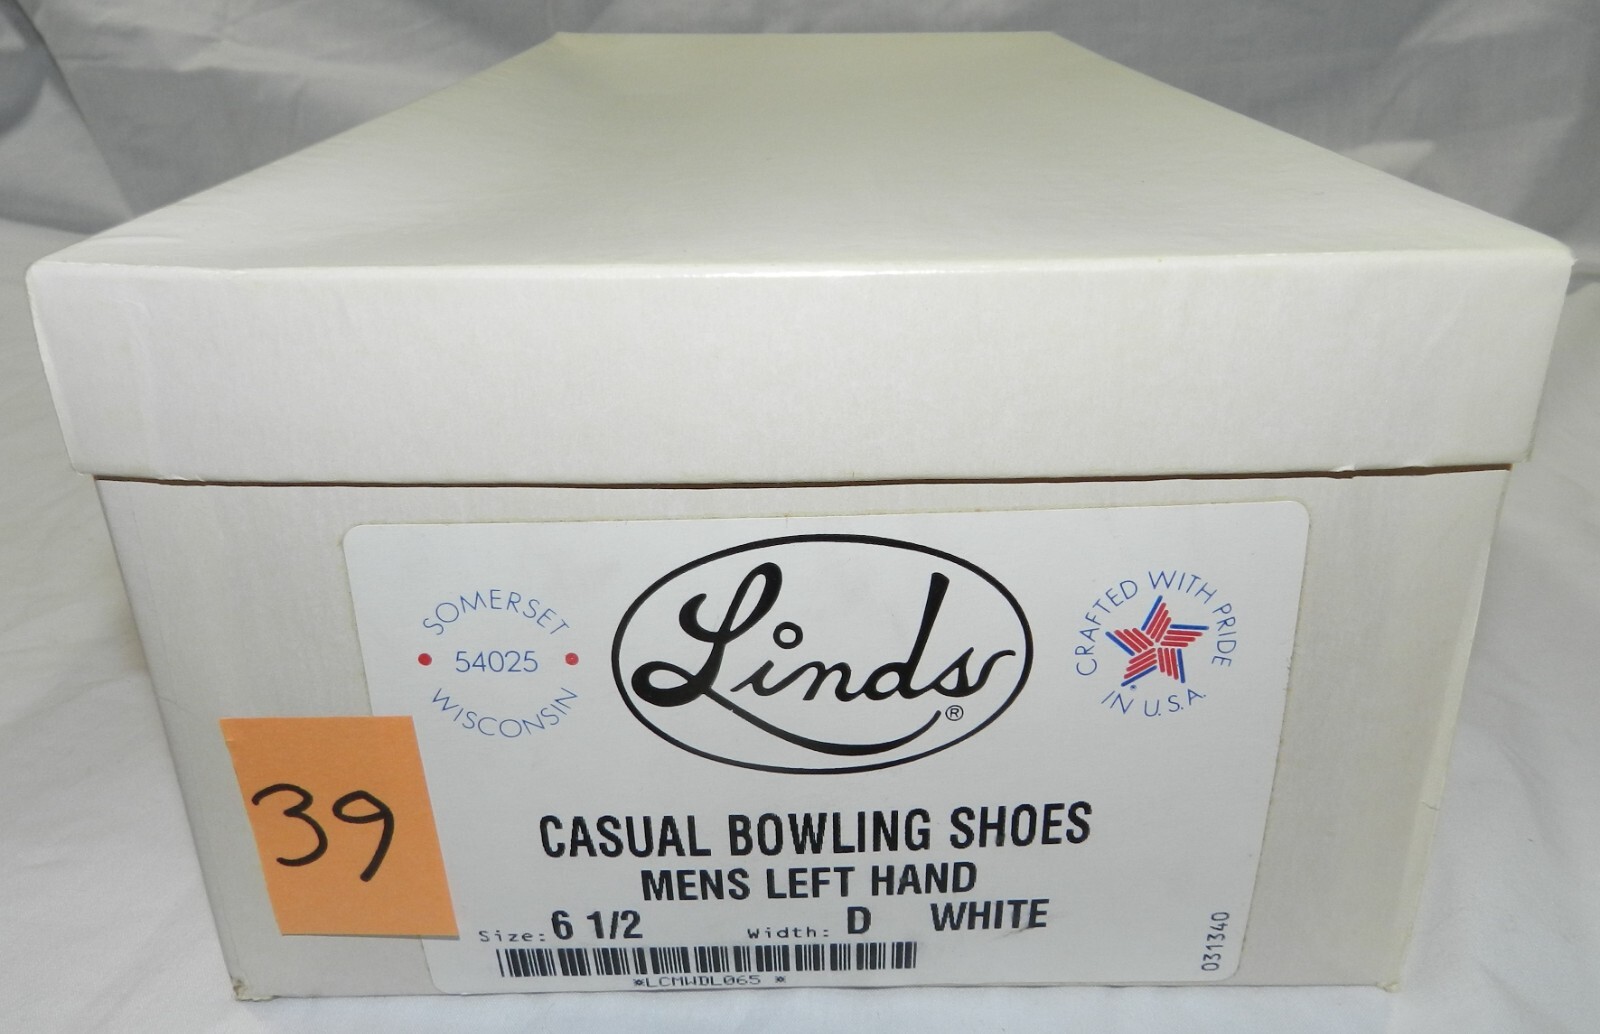 SOMERSET
54025
WISCONSIN
Linds
®
CRAFTED WITH PRIDE
IN U.S.A.
39
CASUAL BOWLING SHOES
MENS LEFT HAND
Size: 6 1/2 Width: D WHITE
*LCMWDL065 *
031340